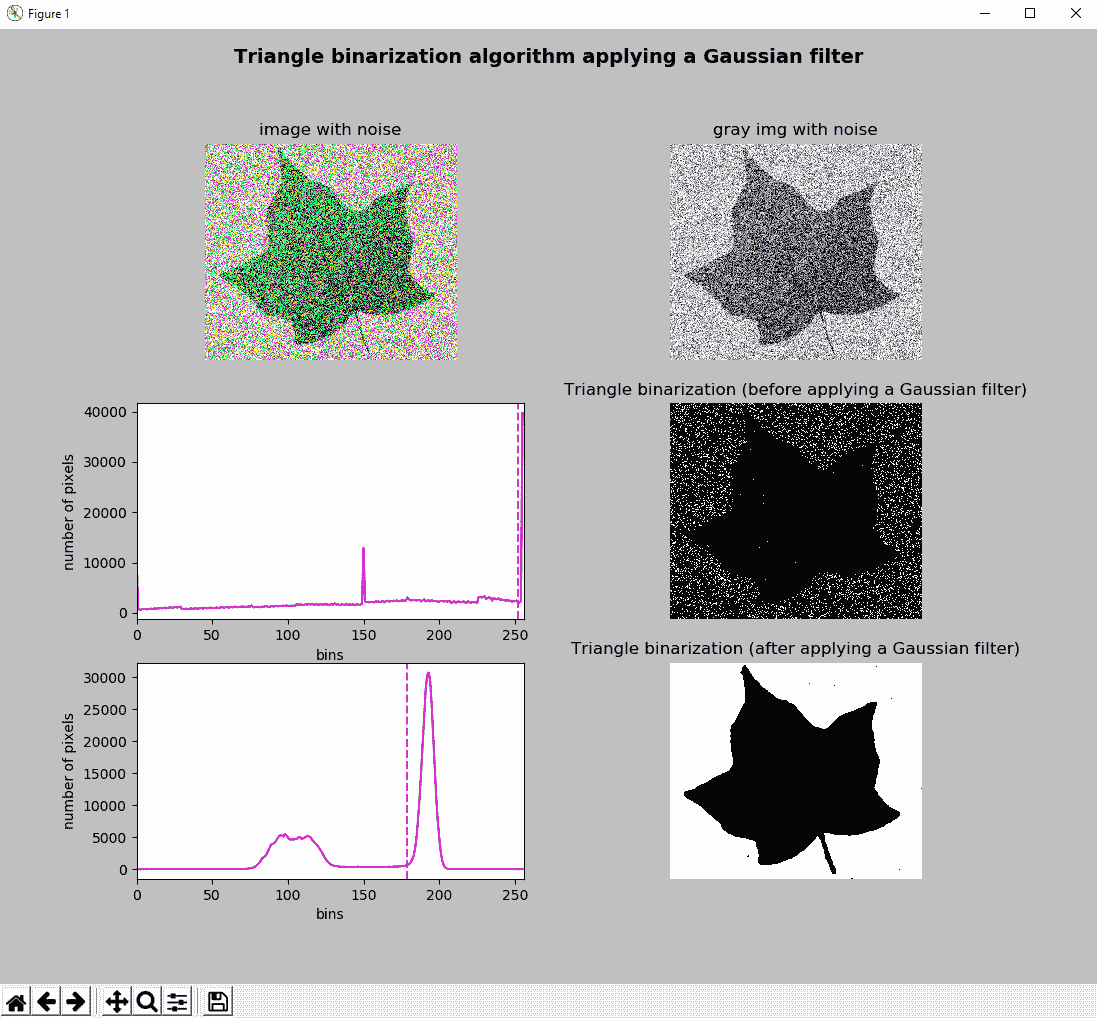 Figure 1
Triangle binarization algorithm applying a Gaussian filter
image with noise
gray img with noise
Triangle binarization (before applying a Gaussian filter)
40000
30000
20000
10000
0
number of pixels
0 50 100 150 200 250
bins
Triangle binarization (after applying a Gaussian filter)
30000
25000
20000
15000
10000
5000
0
number of pixels
0 50 100 150 200 250
bins